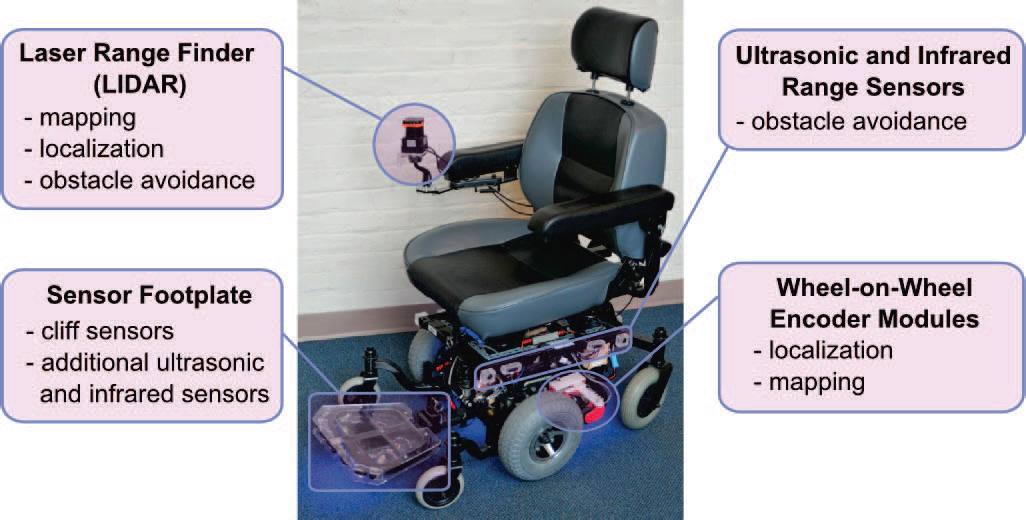 Laser Range Finder
(LIDAR)
- mapping
- localization
- obstacle avoidance
Sensor Footplate
- cliff sensors
- additional ultrasonic
and infrared sensors
Ultrasonic and Infrared
Range Sensors
- obstacle avoidance
Wheel-on-Wheel
Encoder Modules
- localization
- mapping